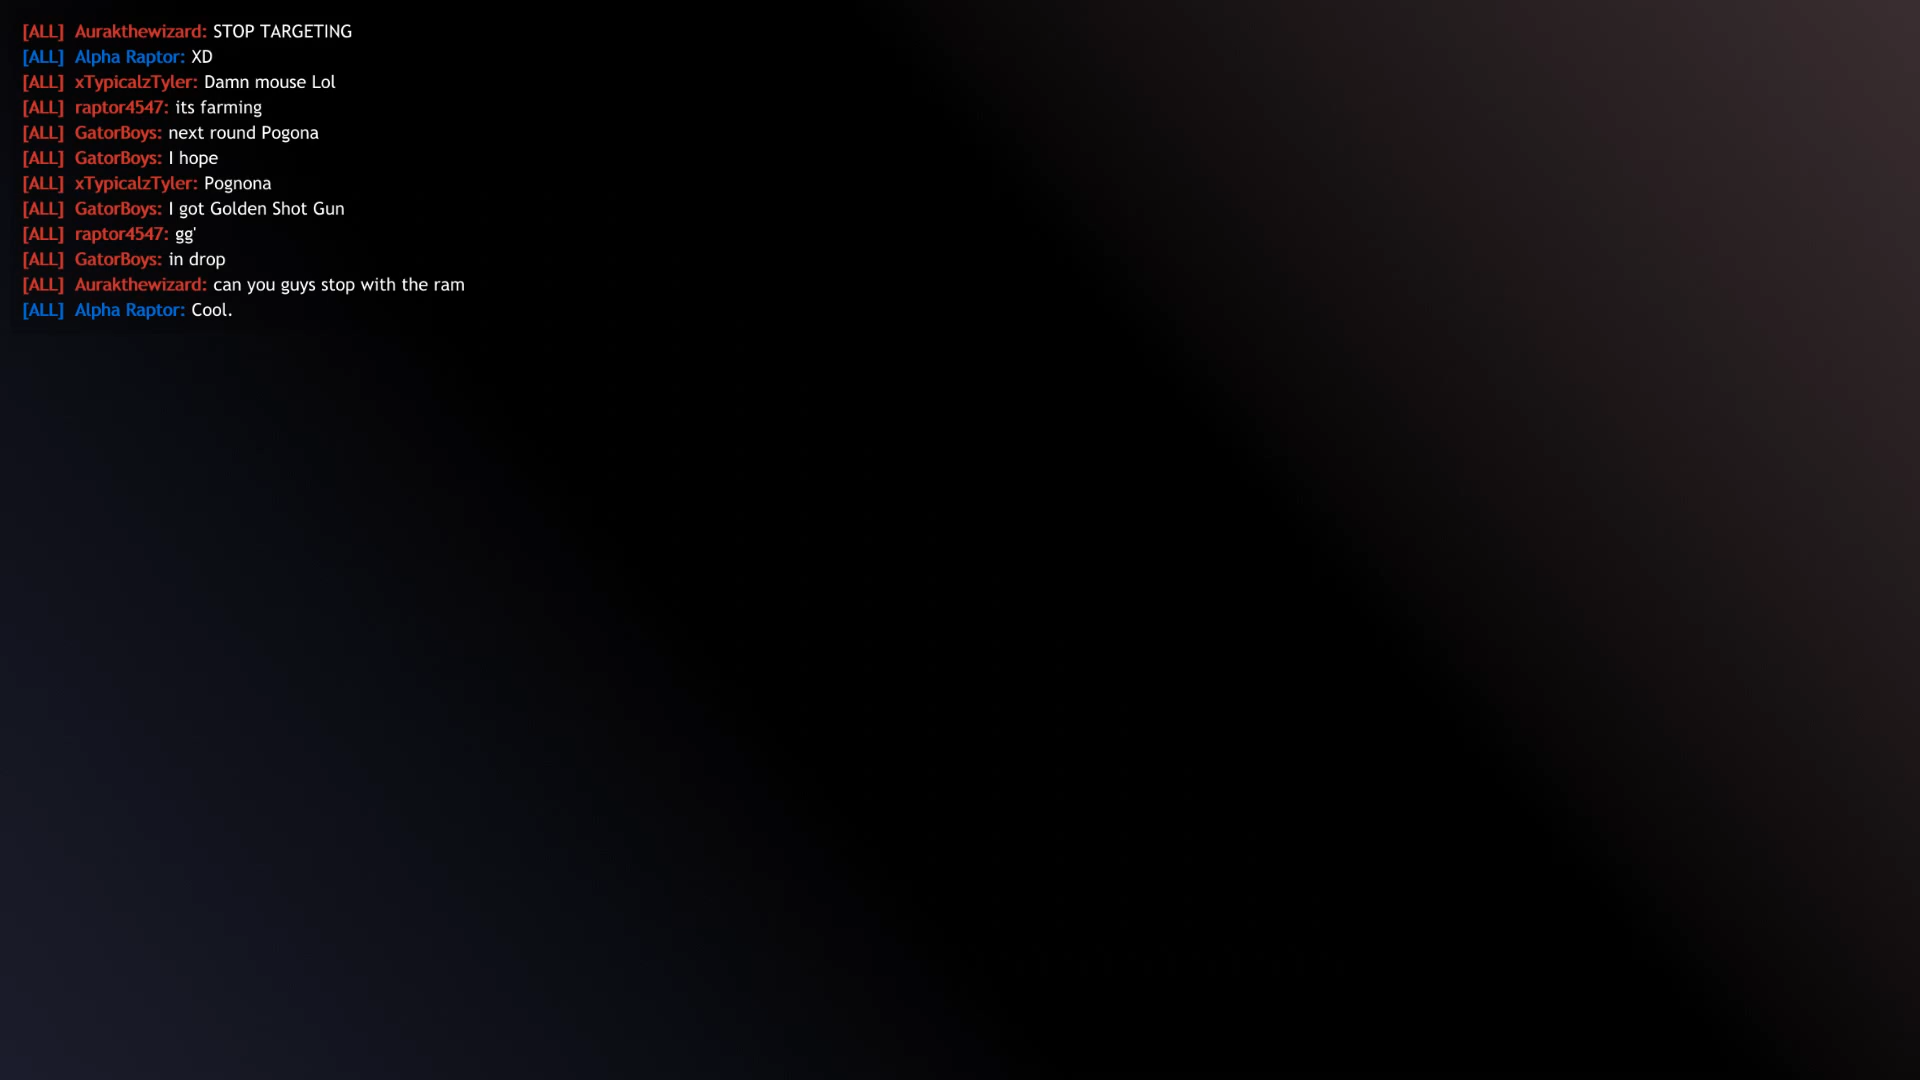 [ALL] Aurakthewizard: STOP TARGETING
[ALL] Alpha Raptor: XD
[ALL] xTypicalzTyler: Damn mouse Lol
[ALL] raptor4547: its farming
[ALL] GatorBoys: next round Pogona
[ALL] GatorBoys: I hope
[ALL] xTypicalzTyler: Pognona
[ALL] GatorBoys: I got Golden Shot Gun
[ALL] raptor4547: gg'
[ALL] GatorBoys: in drop
[ALL] Aurakthewizard: can you guys stop with the ram
[ALL] Alpha Raptor: Cool.